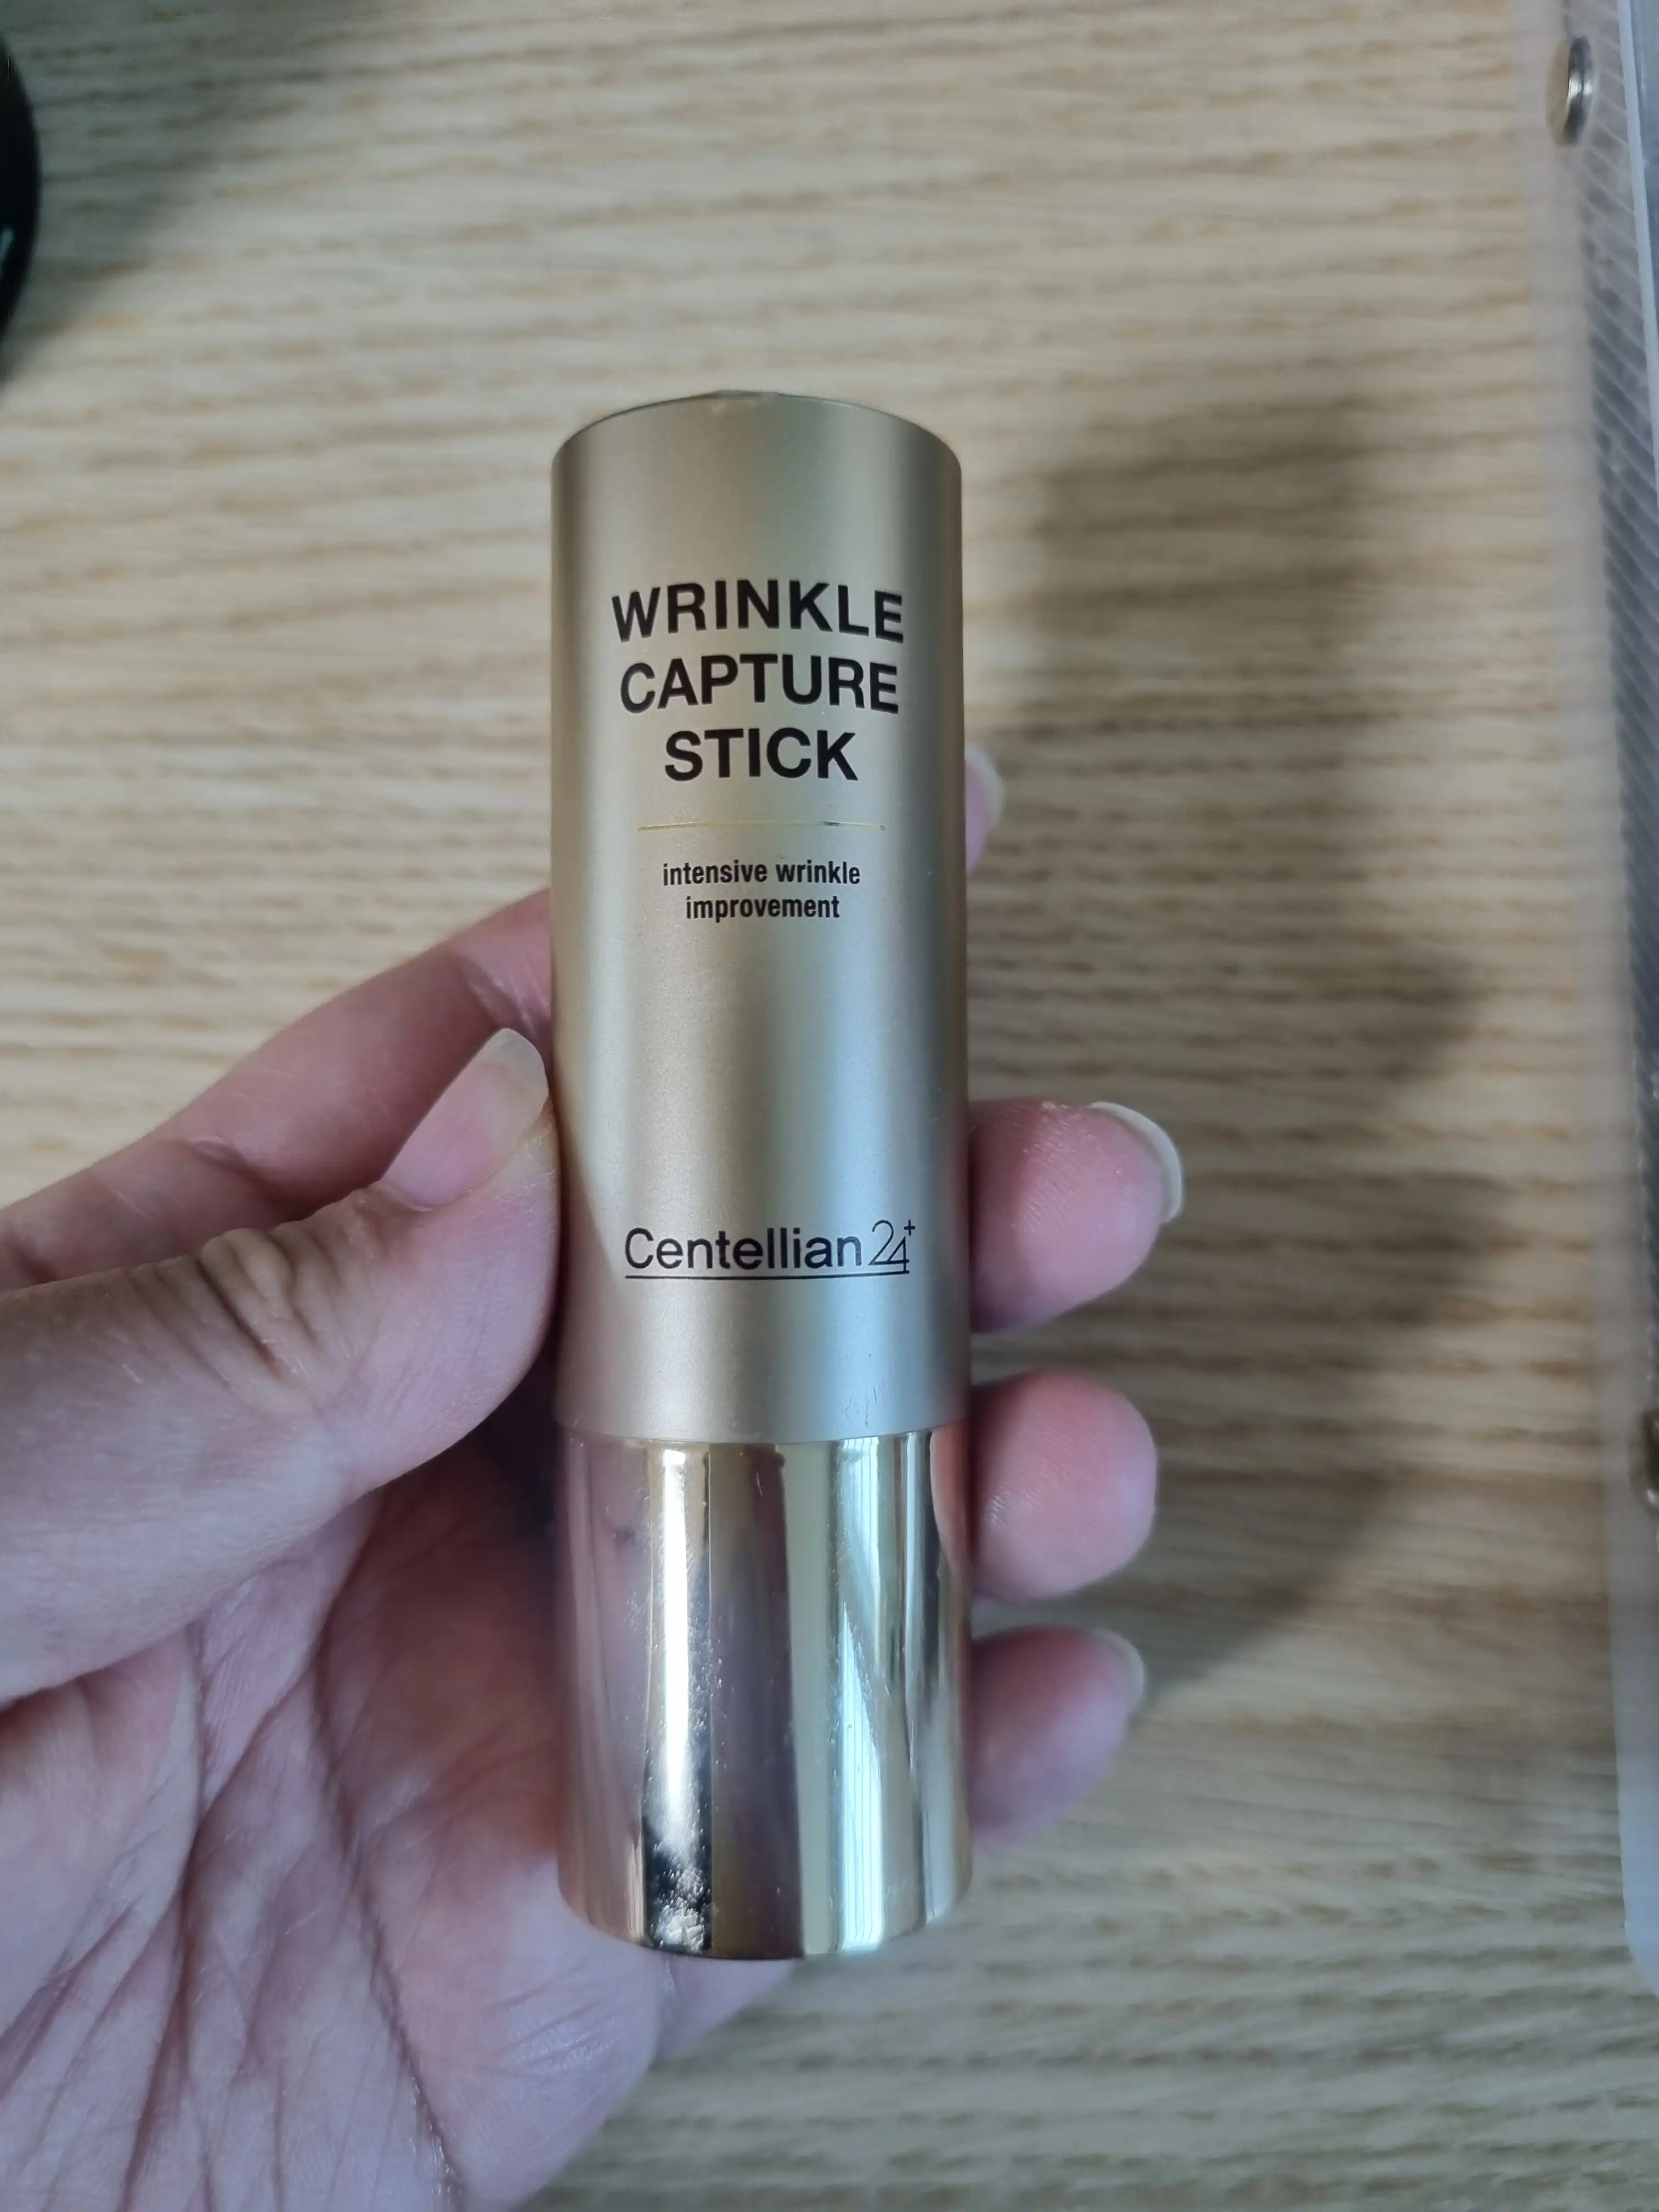 WRINKLE
CAPTURE
STICK
intensive wrinkle
improvement
Centellian24+